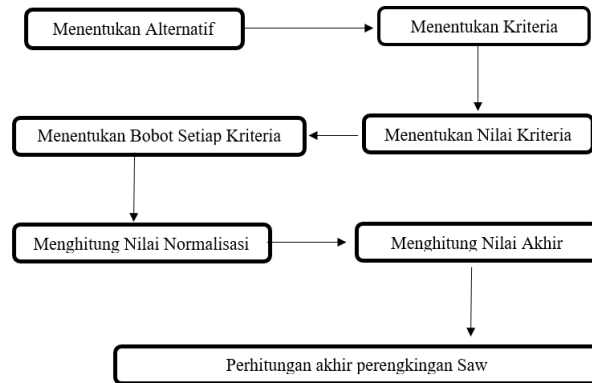 Menentukan Alternatif
Menentukan Kriteria
Menentukan Nilai Kriteria
Menentukan Bobot Setiap Kriteria
Menghitung Nilai Normalisasi
Menghitung Nilai Akhir
Perhitungan akhir perengkingan Saw